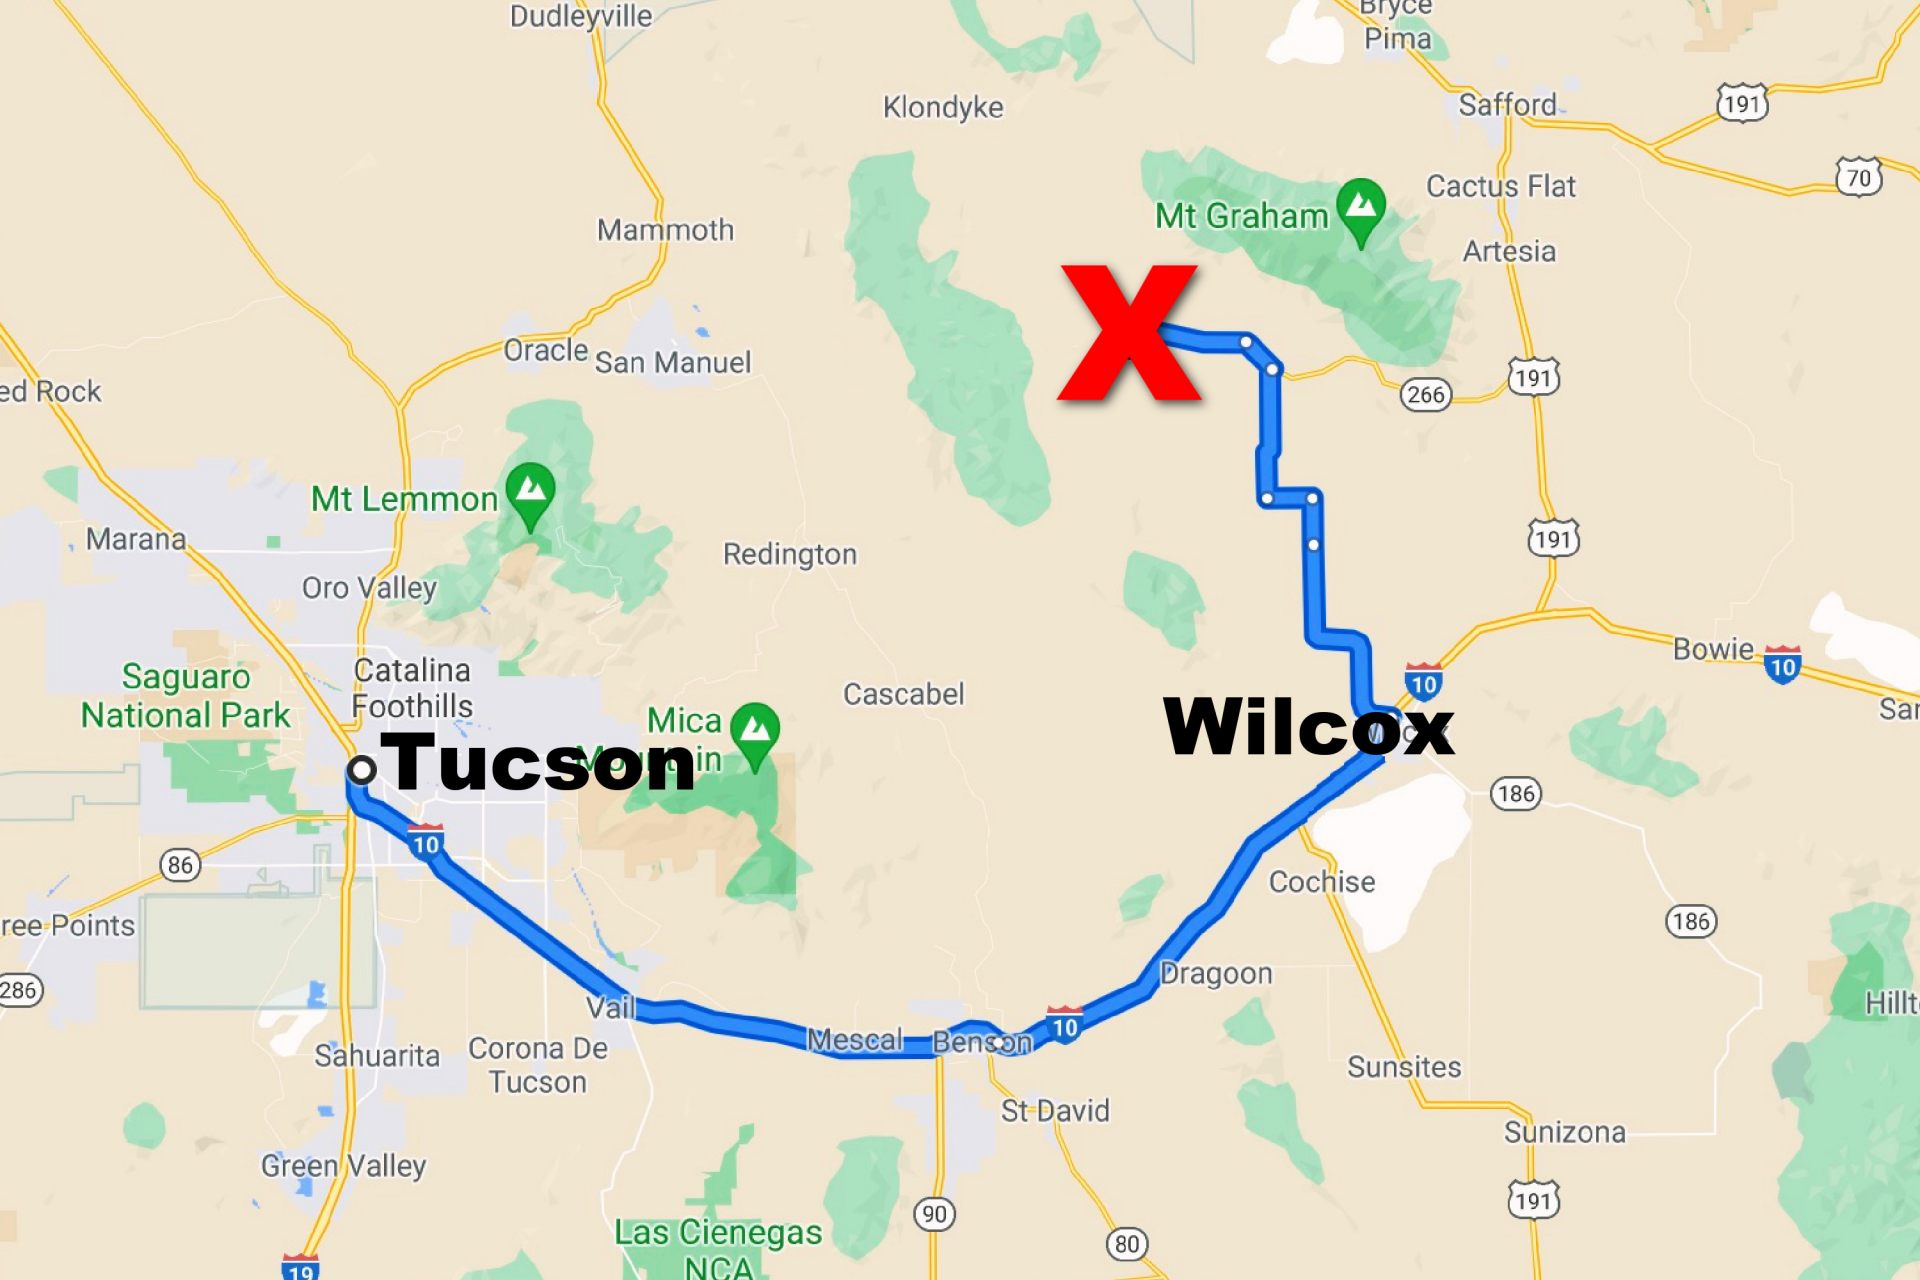 Dudleyville
Bryce
Pima
Klondyke
Safford
191
70
Cactus Flat
Mt Graham
Mammoth
Artesia
X
Oracle
San Manuel
ed Rock
191
266
Mt Lemmon
Marana
Redington
191
Oro Valley
Bowie
10
Catalina
Foothills
Saguaro
National Park
Cascabel
10
Mica
Mountain
Wilcox
Sar
Tucson
186
10
86
Cochise
ree Points
186
286
Dragoon
Vail
Hillt
10
Mescal
Benson
Sahuarita
Corona De
Tucson
Sunsites
St David
Sunizona
Green Valley
191
90
Las Cienegas
NCA
80
19